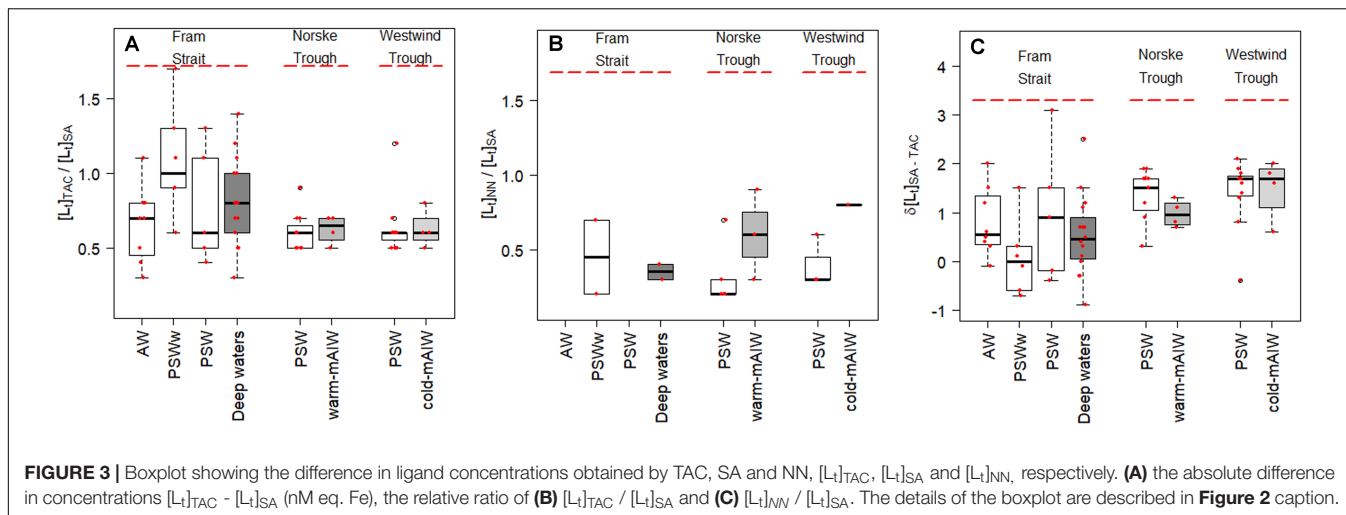 A
Fram Strait
Norske Trough
Westwind Trough
[Lt]TAC / [Lt]SA
1.5
1.0
0.5
AW
PSWw
PSW
Deep waters
PSW
warm-mAIW
PSW
cold-mAIW
B
Fram Strait
Norske Trough
Westwind Trough
[Lt]NN / [Lt]SA
1.5
1.0
0.5
AW
PSWw
PSW
Deep waters
PSW
warm-mAIW
PSW
cold-mAIW
C
Fram Strait
Norske Trough
Westwind Trough
δ[Lt]SA - TAC
4
3
2
1
0
-1
AW
PSWw
PSW
Deep waters
PSW
warm-mAIW
PSW
cold-mAIW
FIGURE 3 | Boxplot showing the difference in ligand concentrations obtained by TAC, SA and NN, [Lt]TAC, [Lt]SA and [Lt]NN, respectively. (A) the absolute difference
in concentrations [Lt]TAC - [Lt]SA (nM eq. Fe), the relative ratio of (B) [Lt]TAC / [Lt]SA and (C) [Lt]NN / [Lt]SA. The details of the boxplot are described in Figure 2 caption.